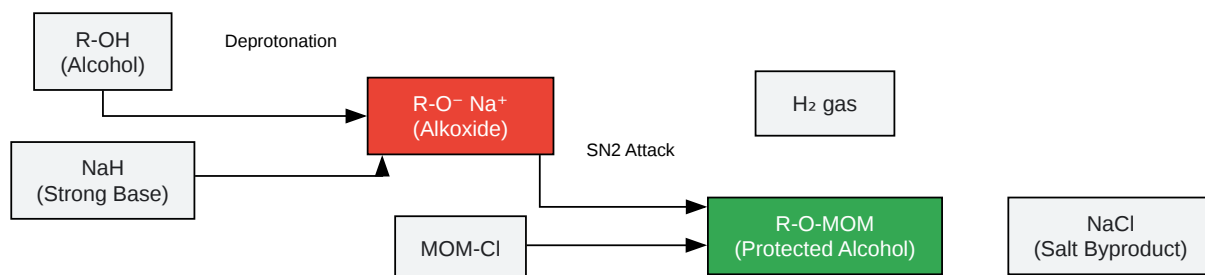 R-OH
(Alcohol)
Deprotonation
R-O⁻ Na⁺
(Alkoxide)
H₂ gas
NaH
(Strong Base)
SN2 Attack
MOM-Cl
R-O-MOM
(Protected Alcohol)
NaCl
(Salt Byproduct)